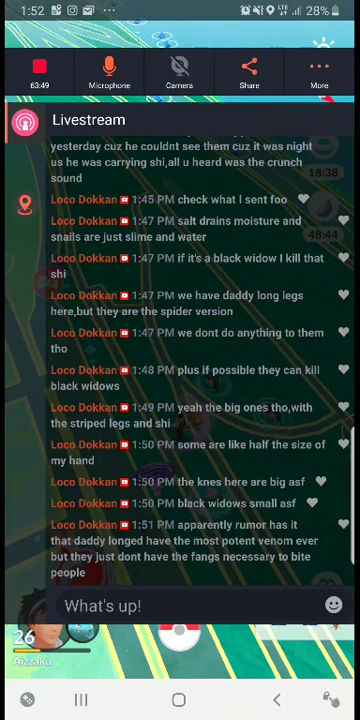 1:52
LTE
28%
63:49
Microphone
Camera
Share
More
Livestream
yesterday cuz he couldnt see them cuz it was night
us he was carrying shi,all u heard was the crunch
sound
18:38
Loco Dokkan 1:45 PM check what I sent foo
Loco Dokkan 1:47 PM salt drains moisture and
snails are just slime and water
48:44
Loco Dokkan 1:47 PM if it's a black widow I kill that
shi
Loco Dokkan 1:47 PM we have daddy long legs
here,but they are the spider version
Loco Dokkan 1:47 PM we dont do anything to them
tho
Loco Dokkan 1:48 PM plus if possible they can kill
black widows
Loco Dokkan 1:49 PM yeah the big ones tho,with
the striped legs and shi
Loco Dokkan 1:50 PM some are like half the size of
my hand
Loco Dokkan 1:50 PM the knes here are big asf
Loco Dokkan 1:50 PM black widows small asf
Loco Dokkan 1:51 PM apparently rumor has it
that daddy longed have the most potent venom ever
but they just dont have the fangs necessary to bite
people
What's up!
26
Aizzaku